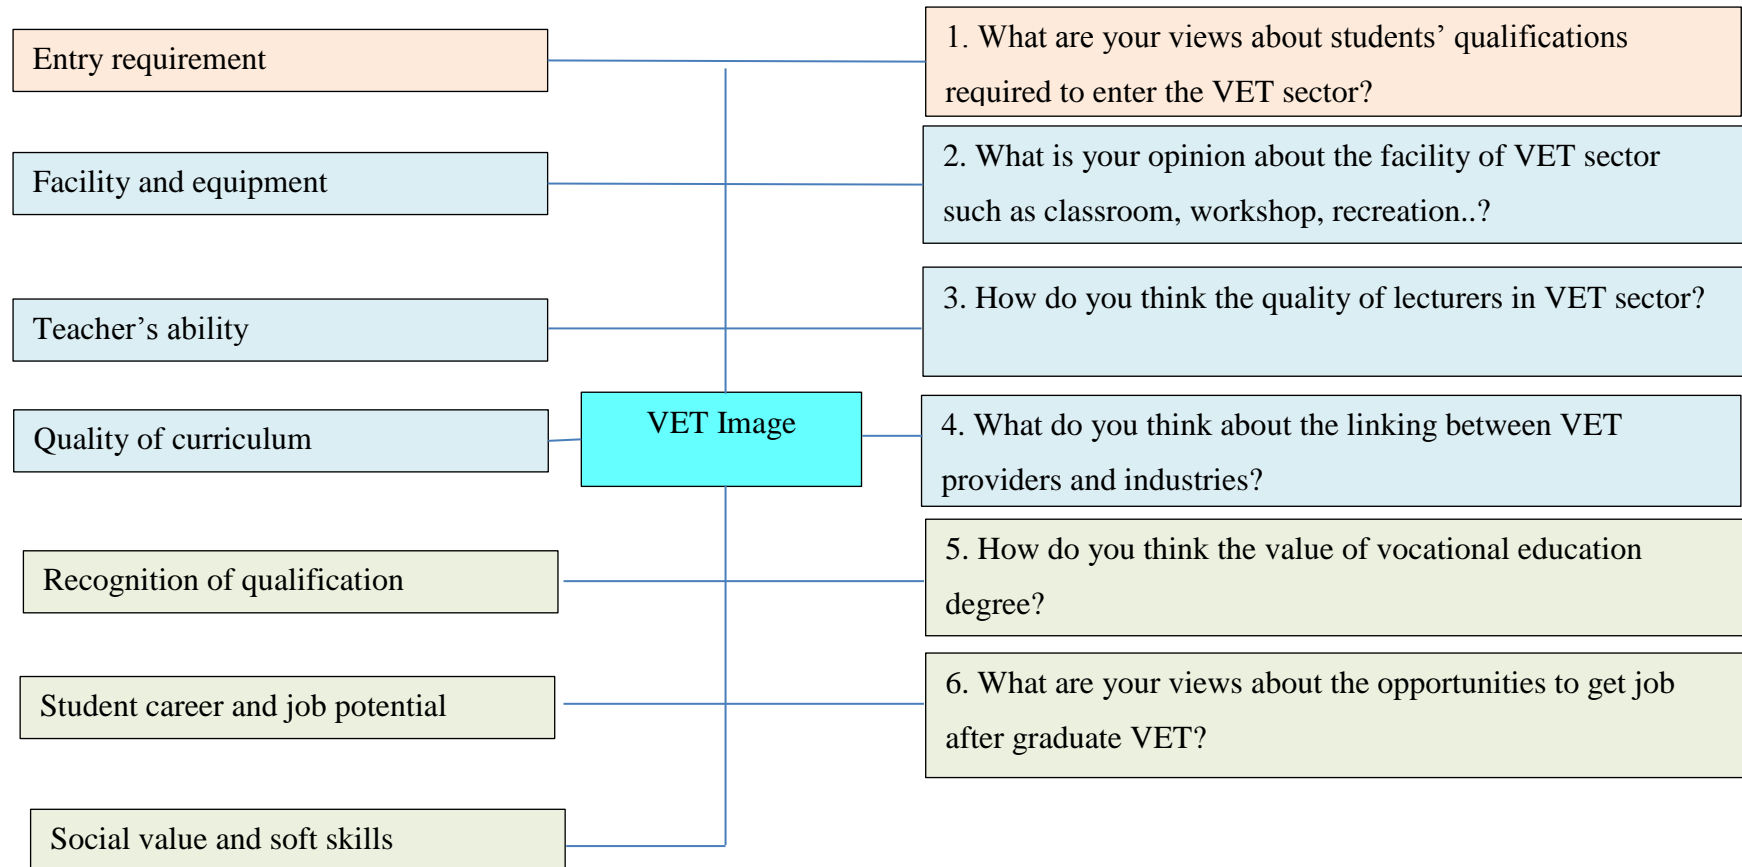 Entry requirement
1. What are your views about students’ qualifications
required to enter the VET sector?
Facility and equipment
2. What is your opinion about the facility of VET sector
such as classroom, workshop, recreation..?
Teacher’s ability
3. How do you think the quality of lecturers in VET sector?
Quality of curriculum
VET Image
4. What do you think about the linking between VET
providers and industries?
Recognition of qualification
5. How do you think the value of vocational education
degree?
Student career and job potential
6. What are your views about the opportunities to get job
after graduate VET?
Social value and soft skills